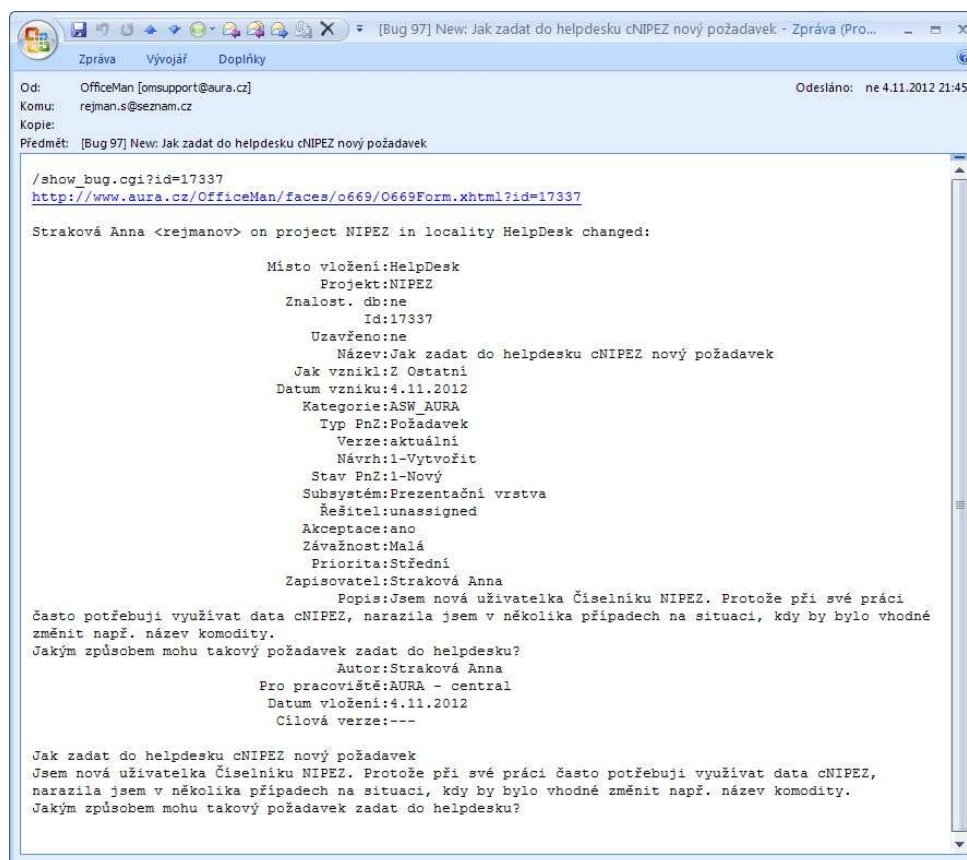 [Bug 97] New: Jak zadat do helpdesku cNIPEZ nový požadavek - Zpráva (Pro...
Zpráva Vývojář Doplňky
Od: OfficeMan [omsupport@aura.cz] Odesláno: ne 4.11.2012 21:45
Komu: rejman.s@seznam.cz
Kopie:
Předmět: [Bug 97] New: Jak zadat do helpdesku cNIPEZ nový požadavek
/show_bug.cgi?id=17337
http://www.aura.cz/OfficeMan/faces/o669/O669Form.xhtml?id=17337
Straková Anna <rejmanov> on project NIPEZ in locality HelpDesk changed:
Místo vložení:HelpDesk
Projekt:NIPEZ
Znalost. db:ne
Id:17337
Uzavřeno:ne
Název:Jak zadat do helpdesku cNIPEZ nový požadavek
Jak vznikl:Z Ostatní
Datum vzniku:4.11.2012
Kategorie:ASW_AURA
Typ PnZ:Požadavek
Verze:aktuální
Návrh:1-Vytvořit
Stav PnZ:1-Nový
Subsystém:Prezentační vrstva
Řešitel:unassigned
Akceptace:ano
Závažnost:Malá
Priorita:Střední
Zapisovatel:Straková Anna
Popis:Jsem nová uživatelka Číselníku NIPEZ. Protože při své práci
často potřebuji využívat data cNIPEZ, narazila jsem v několika případech na situaci, kdy by bylo vhodné
změnit např. název komodity.
Jakým způsobem mohu takový požadavek zadat do helpdesku?
Autor:Straková Anna
Pro pracoviště:AURA - central
Datum vložení:4.11.2012
Cílová verze:---
Jak zadat do helpdesku cNIPEZ nový požadavek
Jsem nová uživatelka Číselníku NIPEZ. Protože při své práci často potřebuji využívat data cNIPEZ,
narazila jsem v několika případech na situaci, kdy by bylo vhodné změnit např. název komodity.
Jakým způsobem mohu takový požadavek zadat do helpdesku?